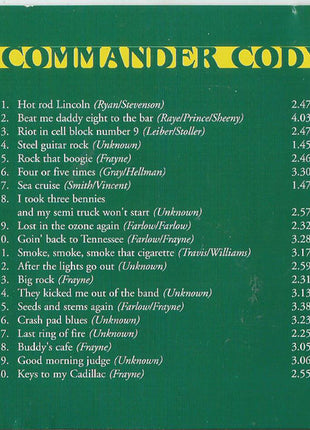 COMMANDER CODY
1. Hot rod Lincoln (Ryan/Stevenson) 2.47
2. Beat me daddy eight to the bar (Raye/Prince/Sheeny) 4.03
3. Riot in cell block number 9 (Leiber/Stoller) 2.47
4. Steel guitar rock (Unknown) 1.45
5. Rock that boogie (Frayne) 2.46
6. Four or five times (Gray/Hellman) 3.30
7. Sea cruise (Smith/Vincent) 1.47
8. I took three bennies
and my semi truck won't start (Unknown) 2.57
9. Lost in the ozone again (Farlow/Farlow) 2.32
0. Goin' back to Tennessee (Farlow/Frayne) 3.28
1. Smoke, smoke, smoke that cigarette (Travis/Williams) 3.17
2. After the lights go out (Unknown) 2.59
3. Big rock (Frayne) 2.31
4. They kicked me out of the band (Unknown) 3.13
5. Seeds and stems again (Farlow/Frayne) 3.38
6. Crash pad blues (Unknown) 3.23
7. Last ring of fire (Unknown) 2.25
8. Buddy's cafe (Frayne) 3.05
9. Good morning judge (Unknown) 3.06
0. Keys to my Cadillac (Frayne) 2.55